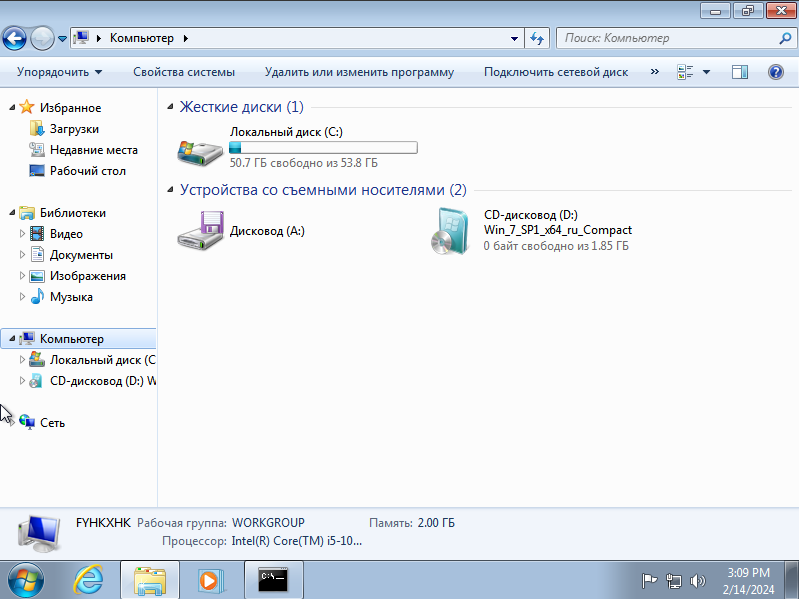 Компьютер
Поиск: Компьютер
Упорядочить
Свойства системы
Удалить или изменить программу
Подключить сетевой диск
»
Избранное
Загрузки
Недавние места
Рабочий стол
Библиотеки
Видео
Документы
Изображения
Музыка
Компьютер
Локальный диск (C
CD-дисковод (D:) W
Сеть
Жесткие диски (1)
Локальный диск (C:)
50.7 ГБ свободно из 53.8 ГБ
Устройства со съемными носителями (2)
Дисковод (A:)
CD-дисковод (D:)
Win_7_SP1_x64_ru_Compact
0 байт свободно из 1.85 ГБ
FYHKXHK Рабочая группа: WORKGROUP Память: 2.00 ГБ
Процессор: Intel(R) Core(TM) i5-10...
C:\
3:09 PM
2/14/2024